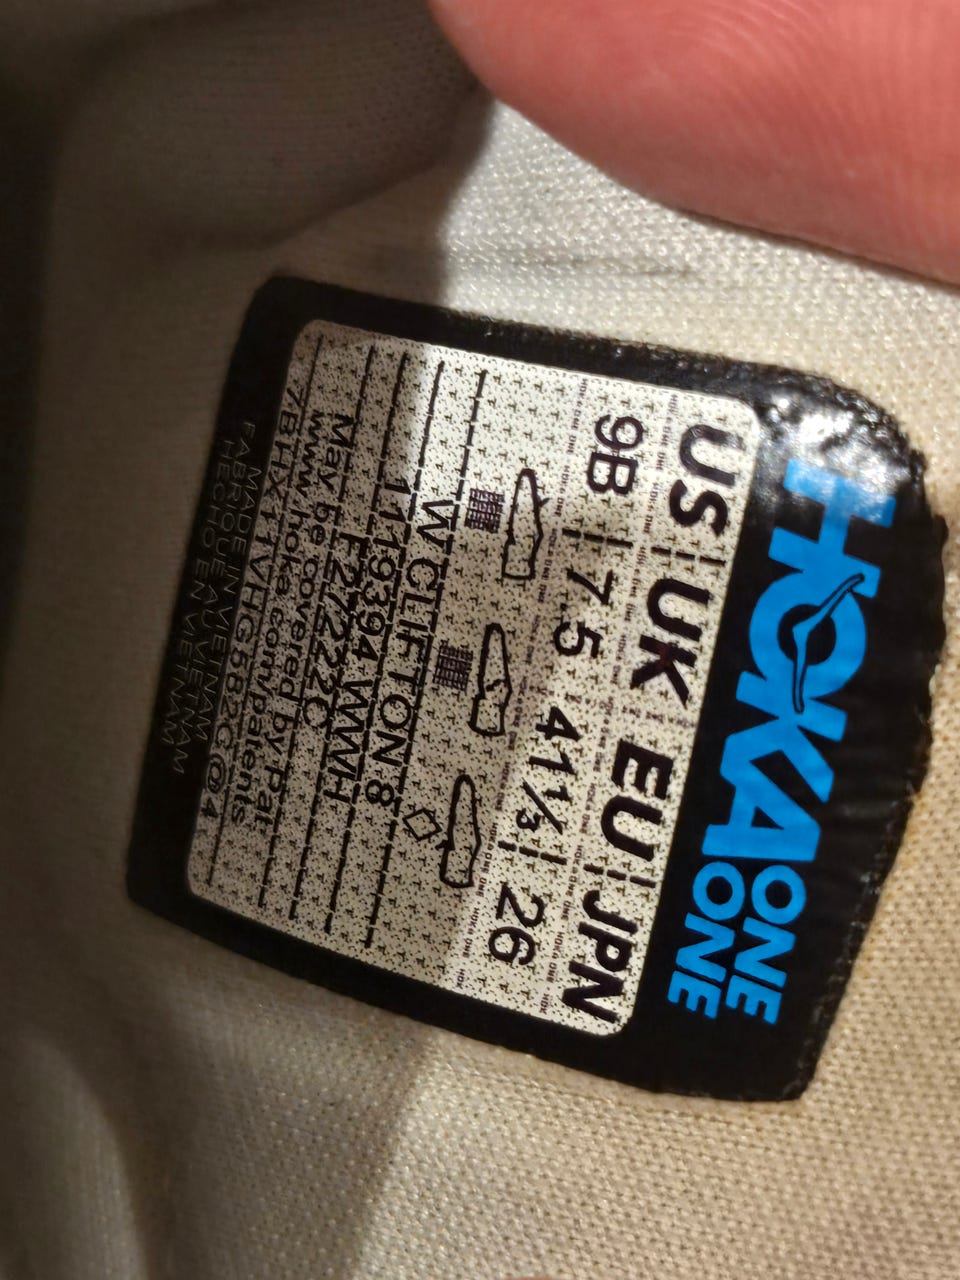 HOKA ONE ONE
US UK EU JPN
9B 7.5 41⅓ 26
W CLIFTON 8
1119394 WWH
F27222C
May be covered by Pat.
www.hoka.com/patents
7BHX 11VHG582C @4
MADE IN VIETNAM
FABRIQUE AU VIETNAM
HECHO EN VIETNAM